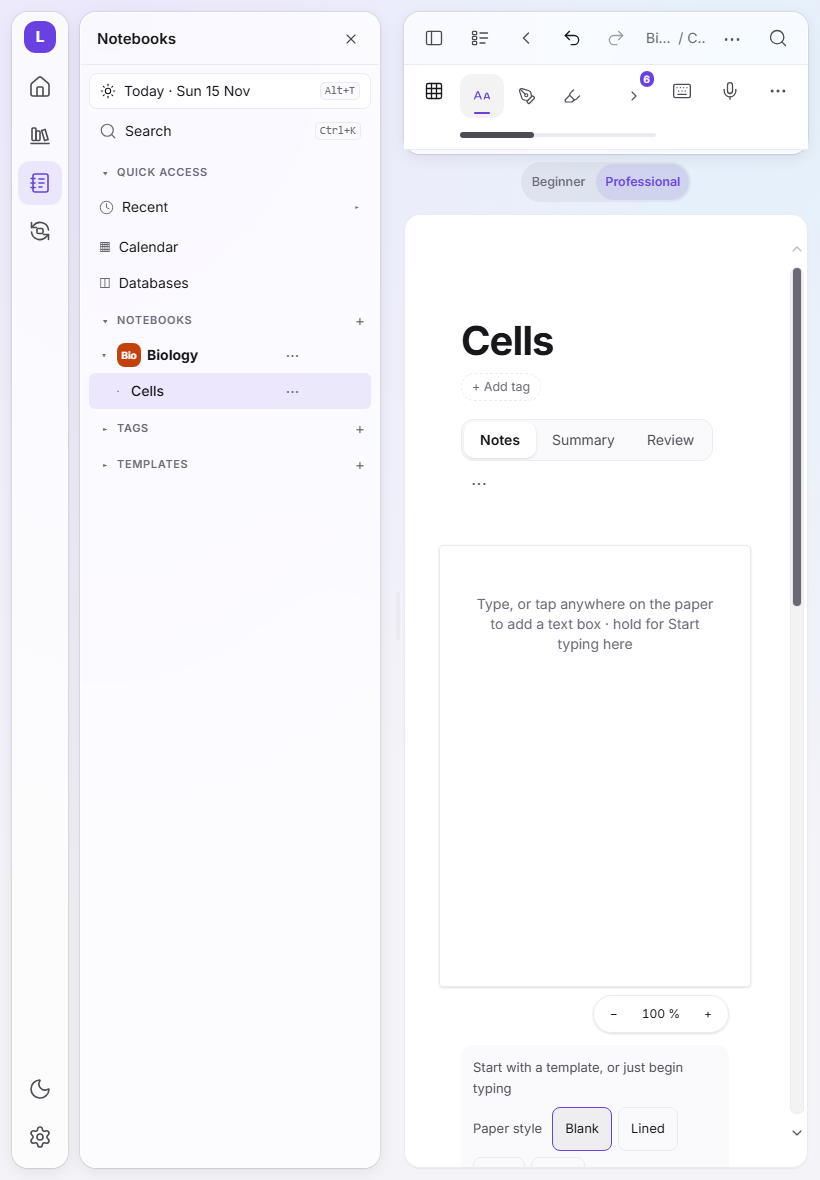 L
Notebooks
Today · Sun 15 Nov Alt+T
Search Ctrl+K
QUICK ACCESS
Recent
Calendar
Databases
NOTEBOOKS +
Bio Biology ...
Cells ...
TAGS +
TEMPLATES +
Bi... / C.. ...
AA 6
Beginner Professional
Cells
+ Add tag
Notes Summary Review
...
Type, or tap anywhere on the paper
to add a text box · hold for Start
typing here
− 100 % +
Start with a template, or just begin
typing
Paper style Blank Lined